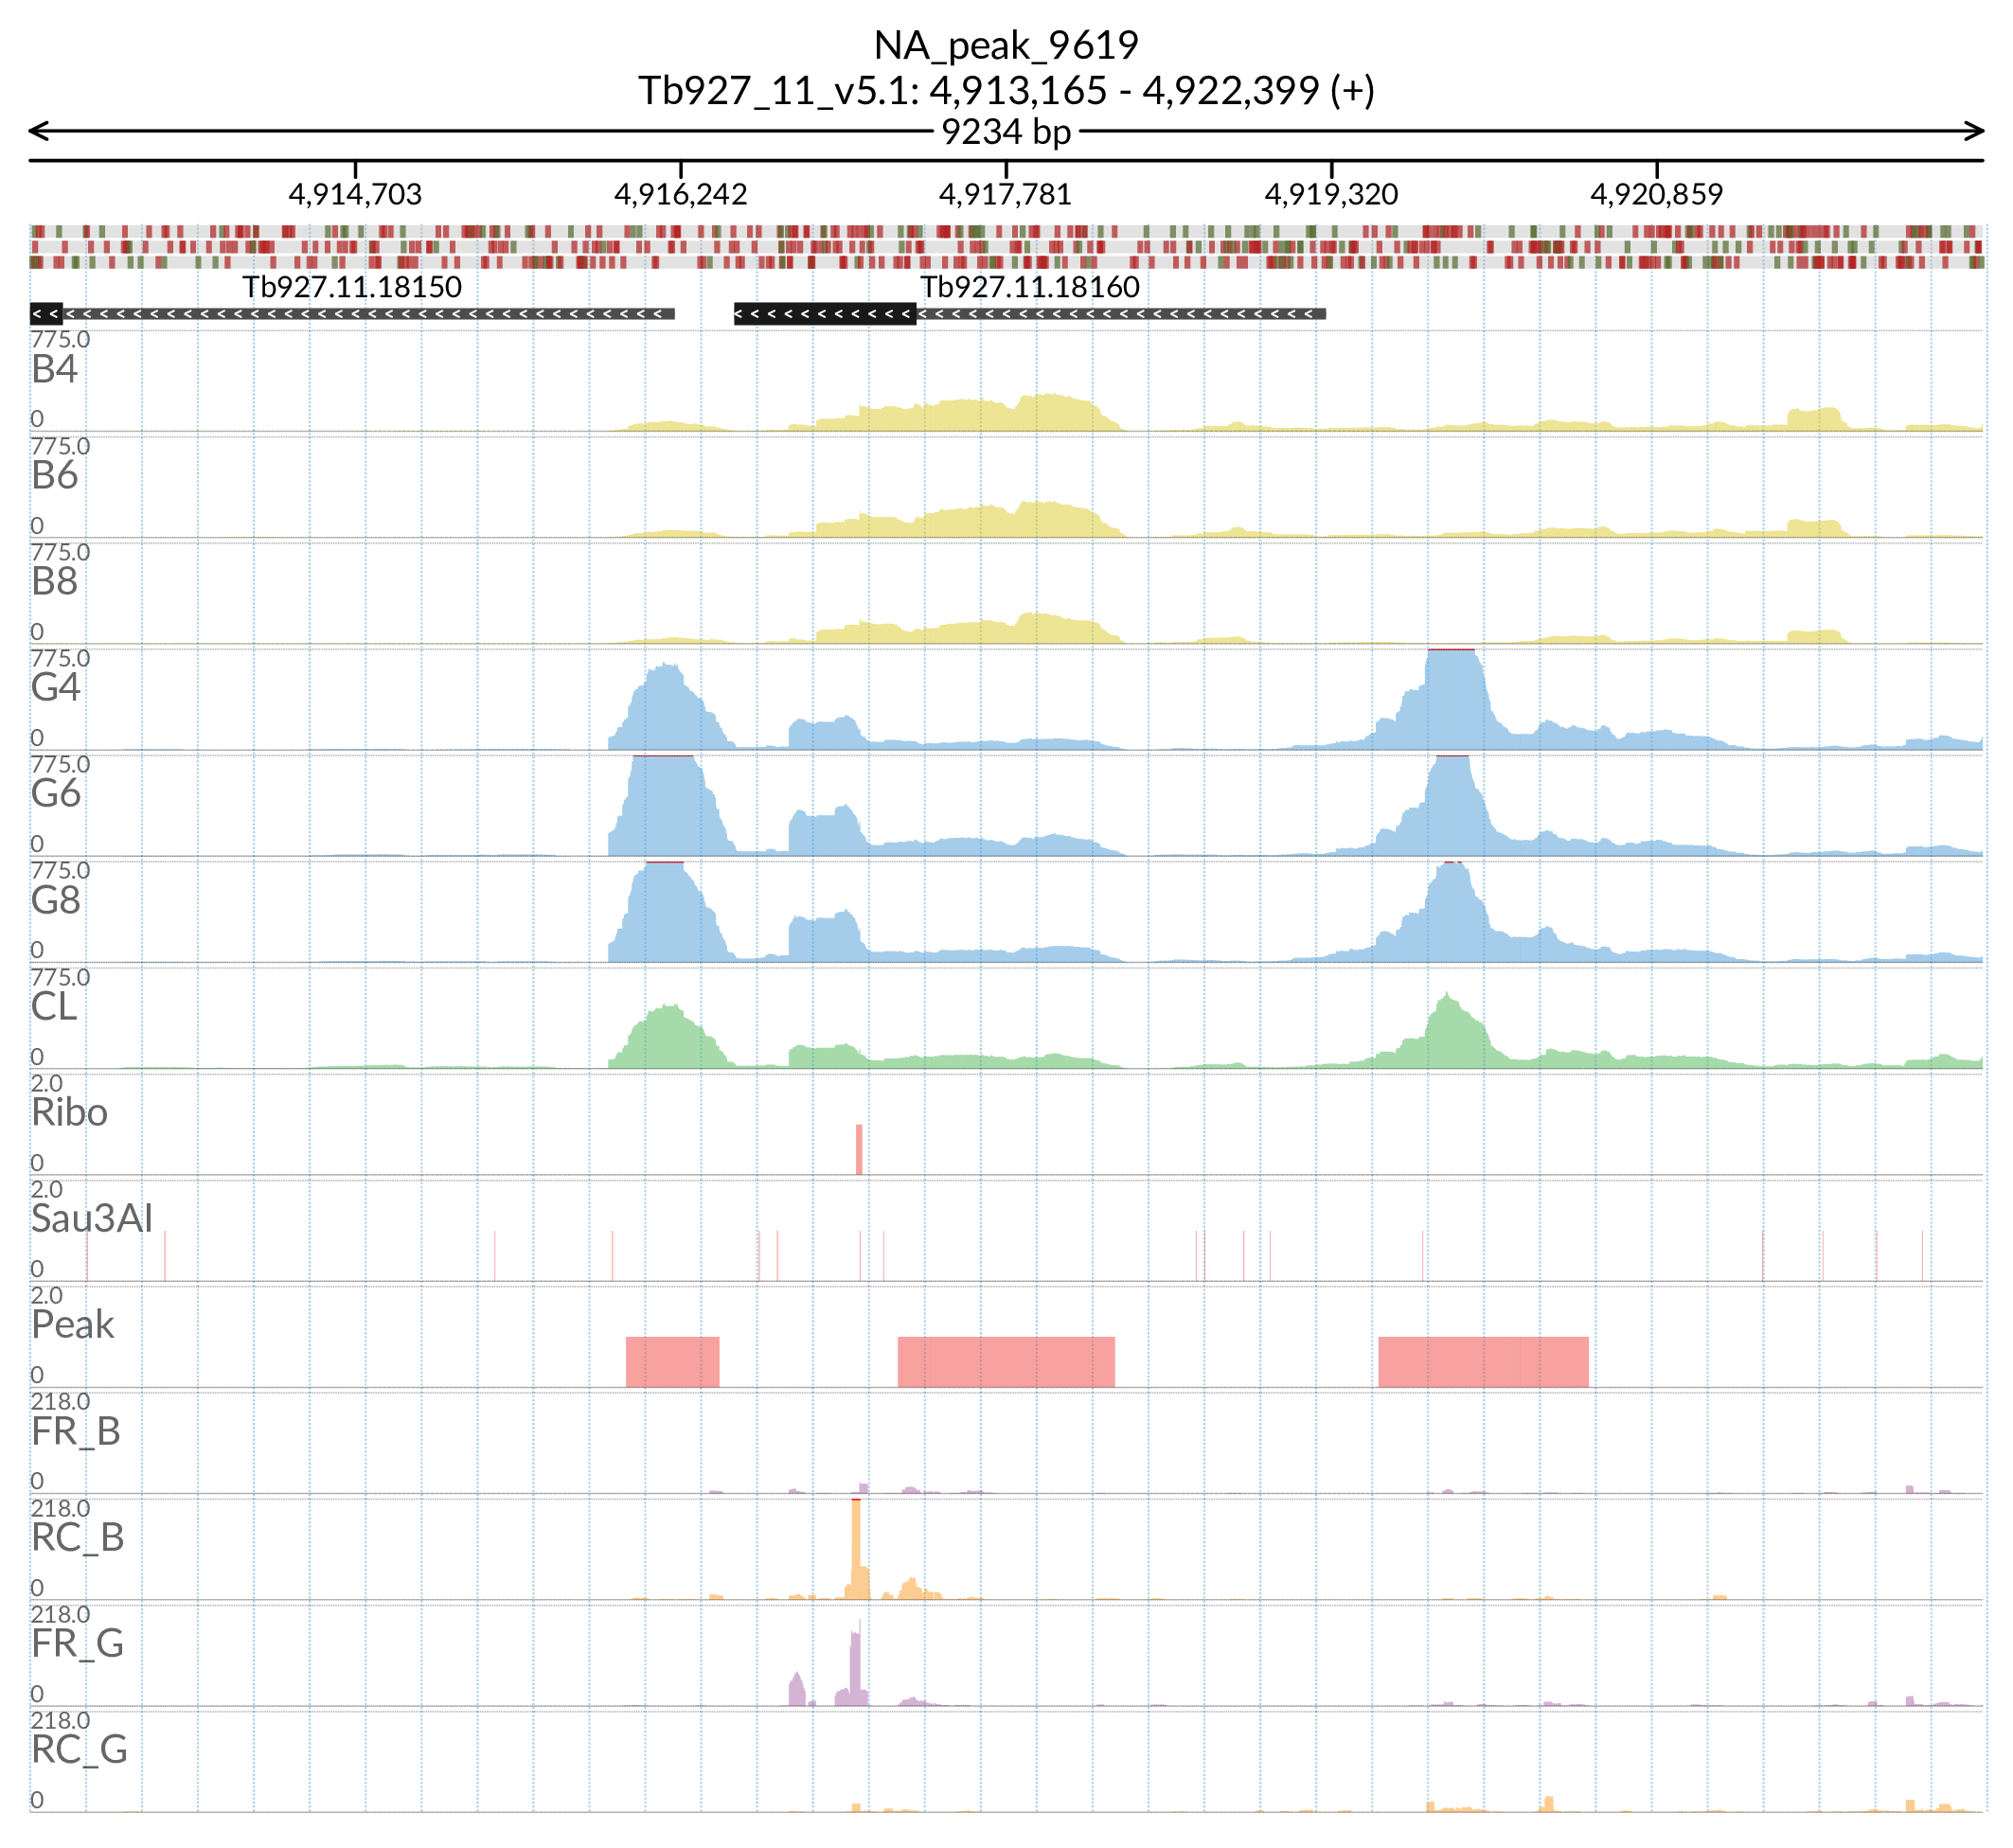 NA_peak_9619
Tb927_11_v5.1: 4,913,165 - 4,922,399 (+)
9234 bp
4,914,703 4,916,242 4,917,781 4,919,320 4,920,859
Tb927.11.18150 Tb927.11.18160
775.0
B4
0
775.0
B6
0
775.0
B8
0
775.0
G4
0
775.0
G6
0
775.0
G8
0
775.0
CL
0
2.0
Ribo
0
2.0
Sau3AI
0
2.0
Peak
0
218.0
FR_B
0
218.0
RC_B
0
218.0
FR_G
0
218.0
RC_G
0